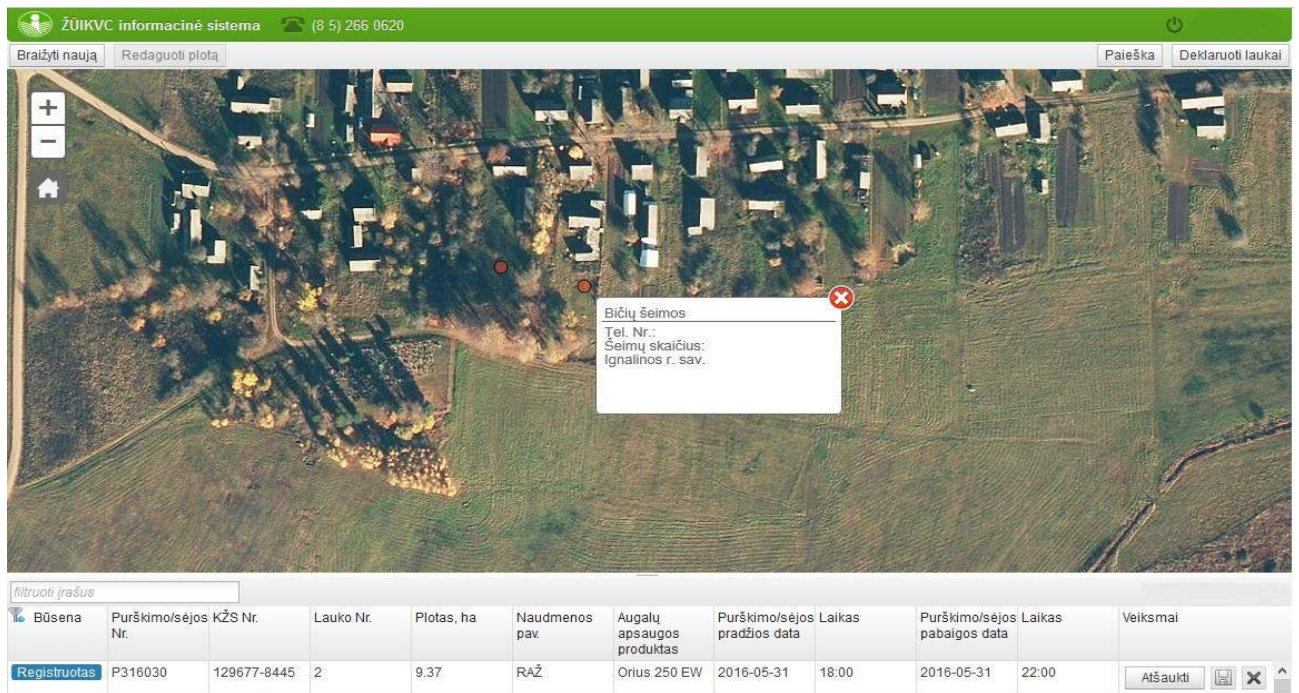 ŽŪIKVC informacinė sistema (8 5) 266 0620
Braižyti naują Redaguoti plotą Paieška Deklaruoti laukai
+
−
Bičių šeimos
Tel. Nr.:
Šeimų skaičius:
Ignalinos r. sav.
filtruoti įrašus
Būsena Purškimo/sėjos Nr. KŽS Nr. Lauko Nr. Plotas, ha Naudmenos pav. Augalų apsaugos produktas Purškimo/sėjos pradžios data Laikas Purškimo/sėjos pabaigos data Laikas Veiksmai
Registruotas P316030 129677-8445 2 9.37 RAŽ Orius 250 EW 2016-05-31 18:00 2016-05-31 22:00 Atšaukti